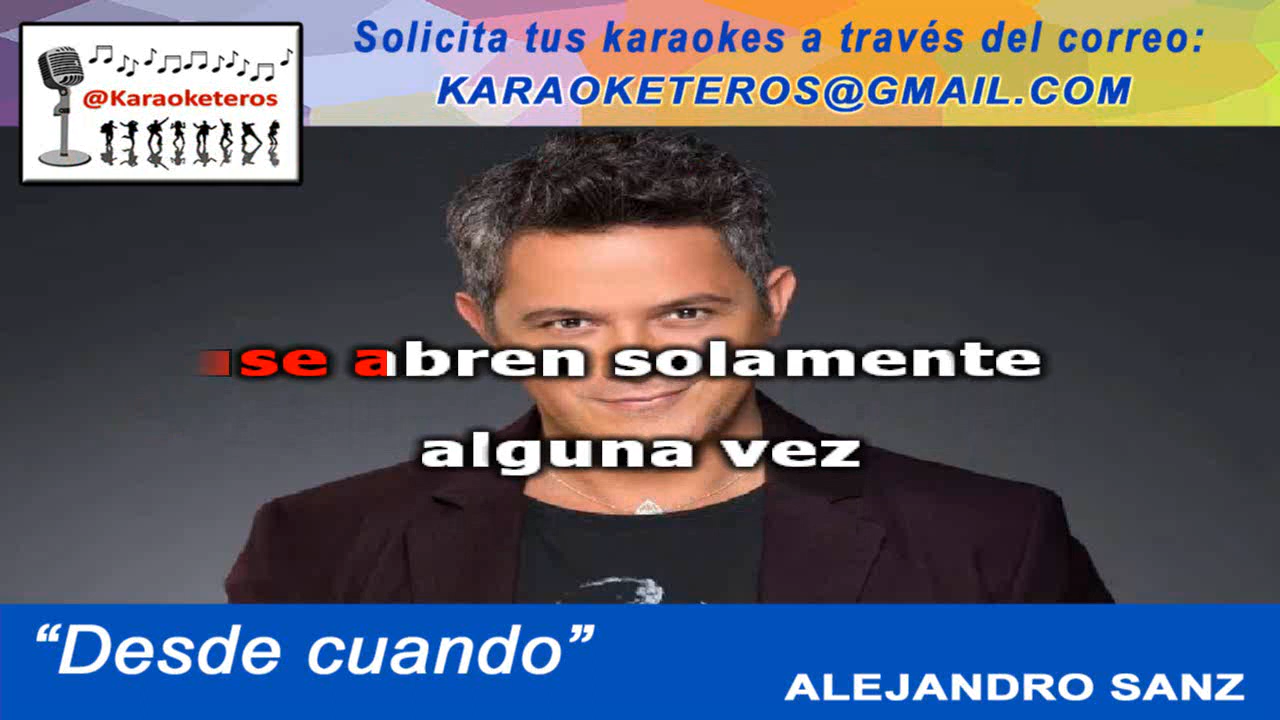 Solicita tus karaokes a través del correo:
KARAOKETEROS@GMAIL.COM
@Karaoketeros
se abren solamente
alguna vez
“Desde cuando”
ALEJANDRO SANZ